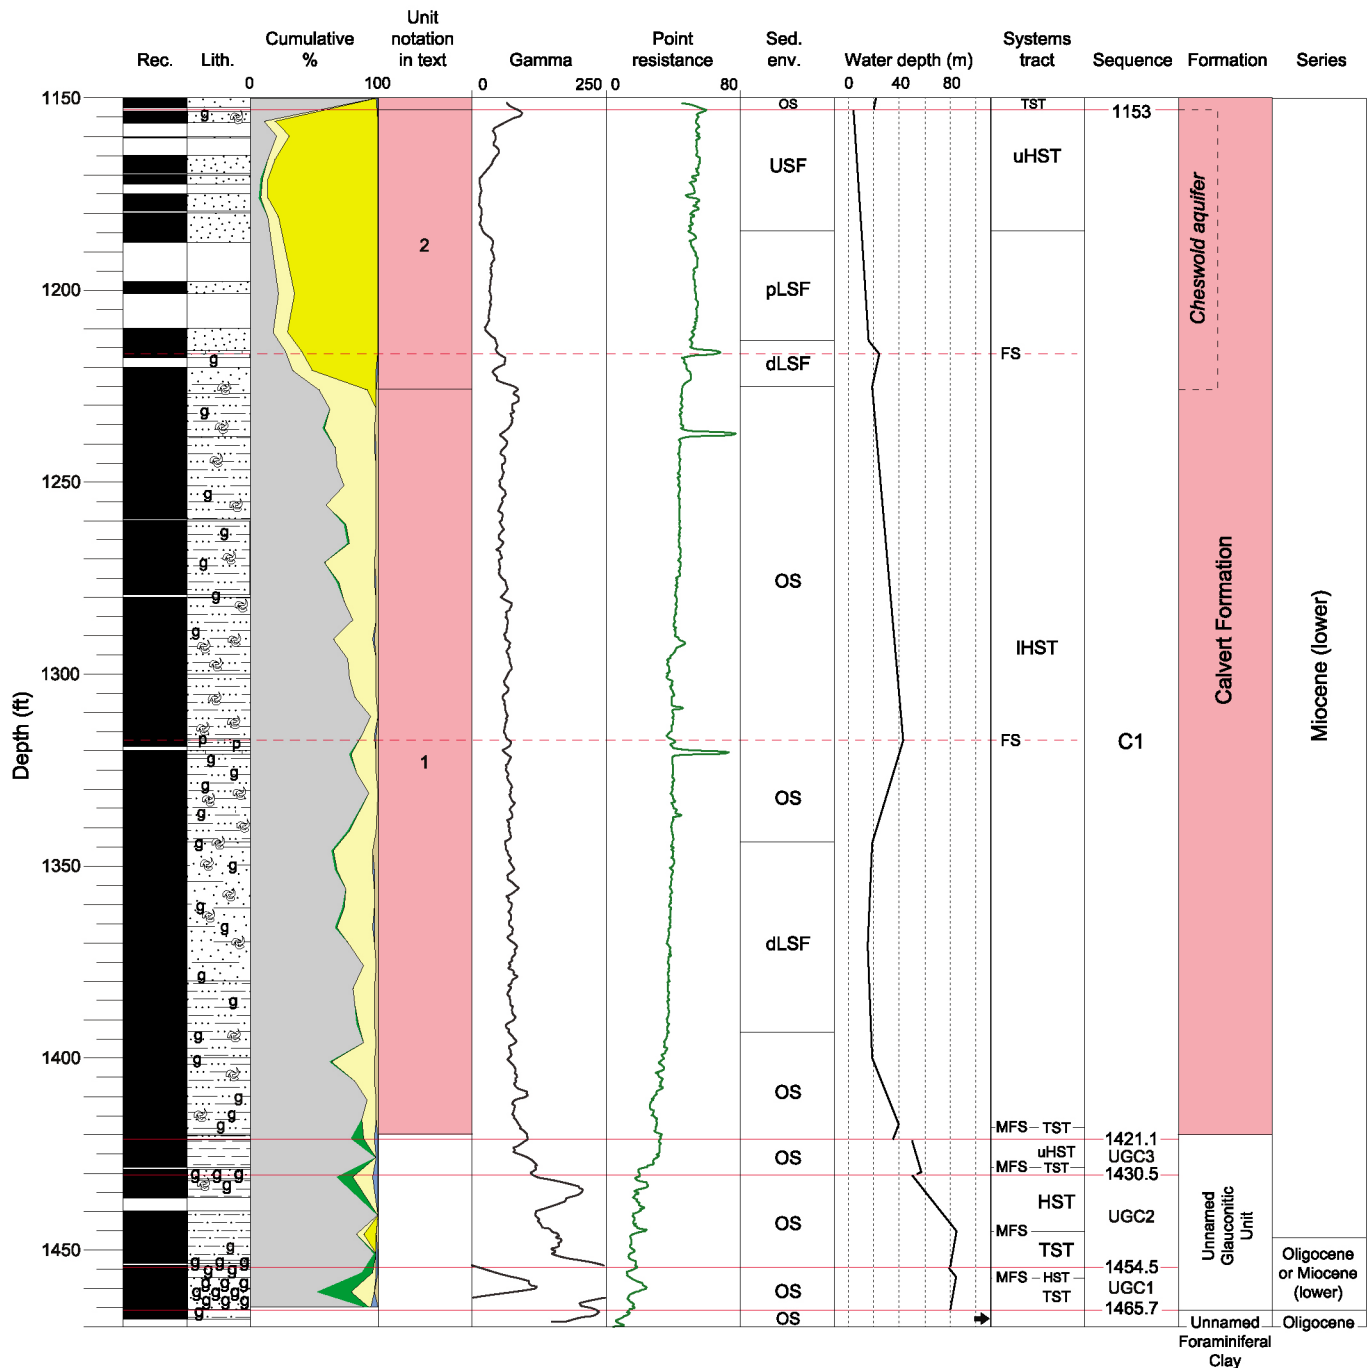 Unit
Cumulative notation Point Sed. Systems
Rec. Lith. % in text Gamma resistance env. Water depth (m) tract Sequence Formation Series
0 100 0 250 0 80 0 40 80
1150 OS TST
g 1153
USF uHST
2 Cheswold aquifer
1200 pLSF
g dLSF FS
g
g
1250 g OS
g
g
g
g
1300 lHST Calvert Formation Miocene (lower)
p p FS C1
g 1
g
g OS
g
g
1350 g
g
g dLSF
g
g
g
1400 g OS
g
g
g MFS TST
1421.1
OS uHST UGC3
MFS TST
g g g 1430.5
g HST
OS UGC2 Unnamed
Glauconitic
Unit
1450 g MFS
TST
g g g 1454.5 Oligocene
or Miocene
(lower)
g g g MFS HST
g g g OS TST UGC1
g g g
g g g 1465.7
g OS Unnamed
Foraminiferal
Clay Oligocene
Depth (ft)